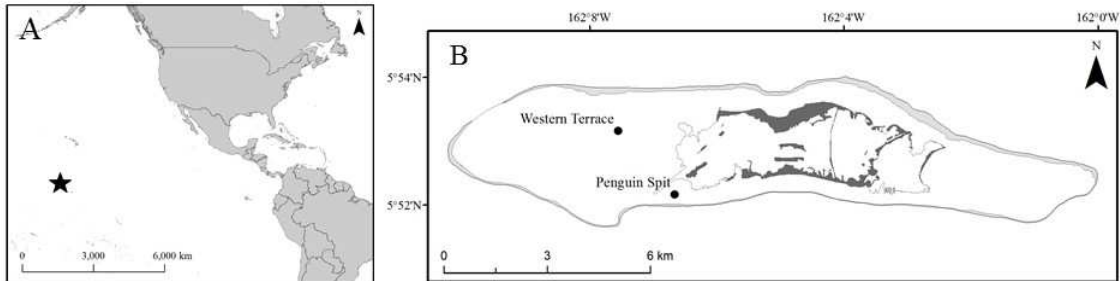 A
N
0 3,000 6,000 km
162°8'W 162°4'W 162°0'W
B
N
5°54'N
Western Terrace
Penguin Spit
5°52'N
0 3 6 km